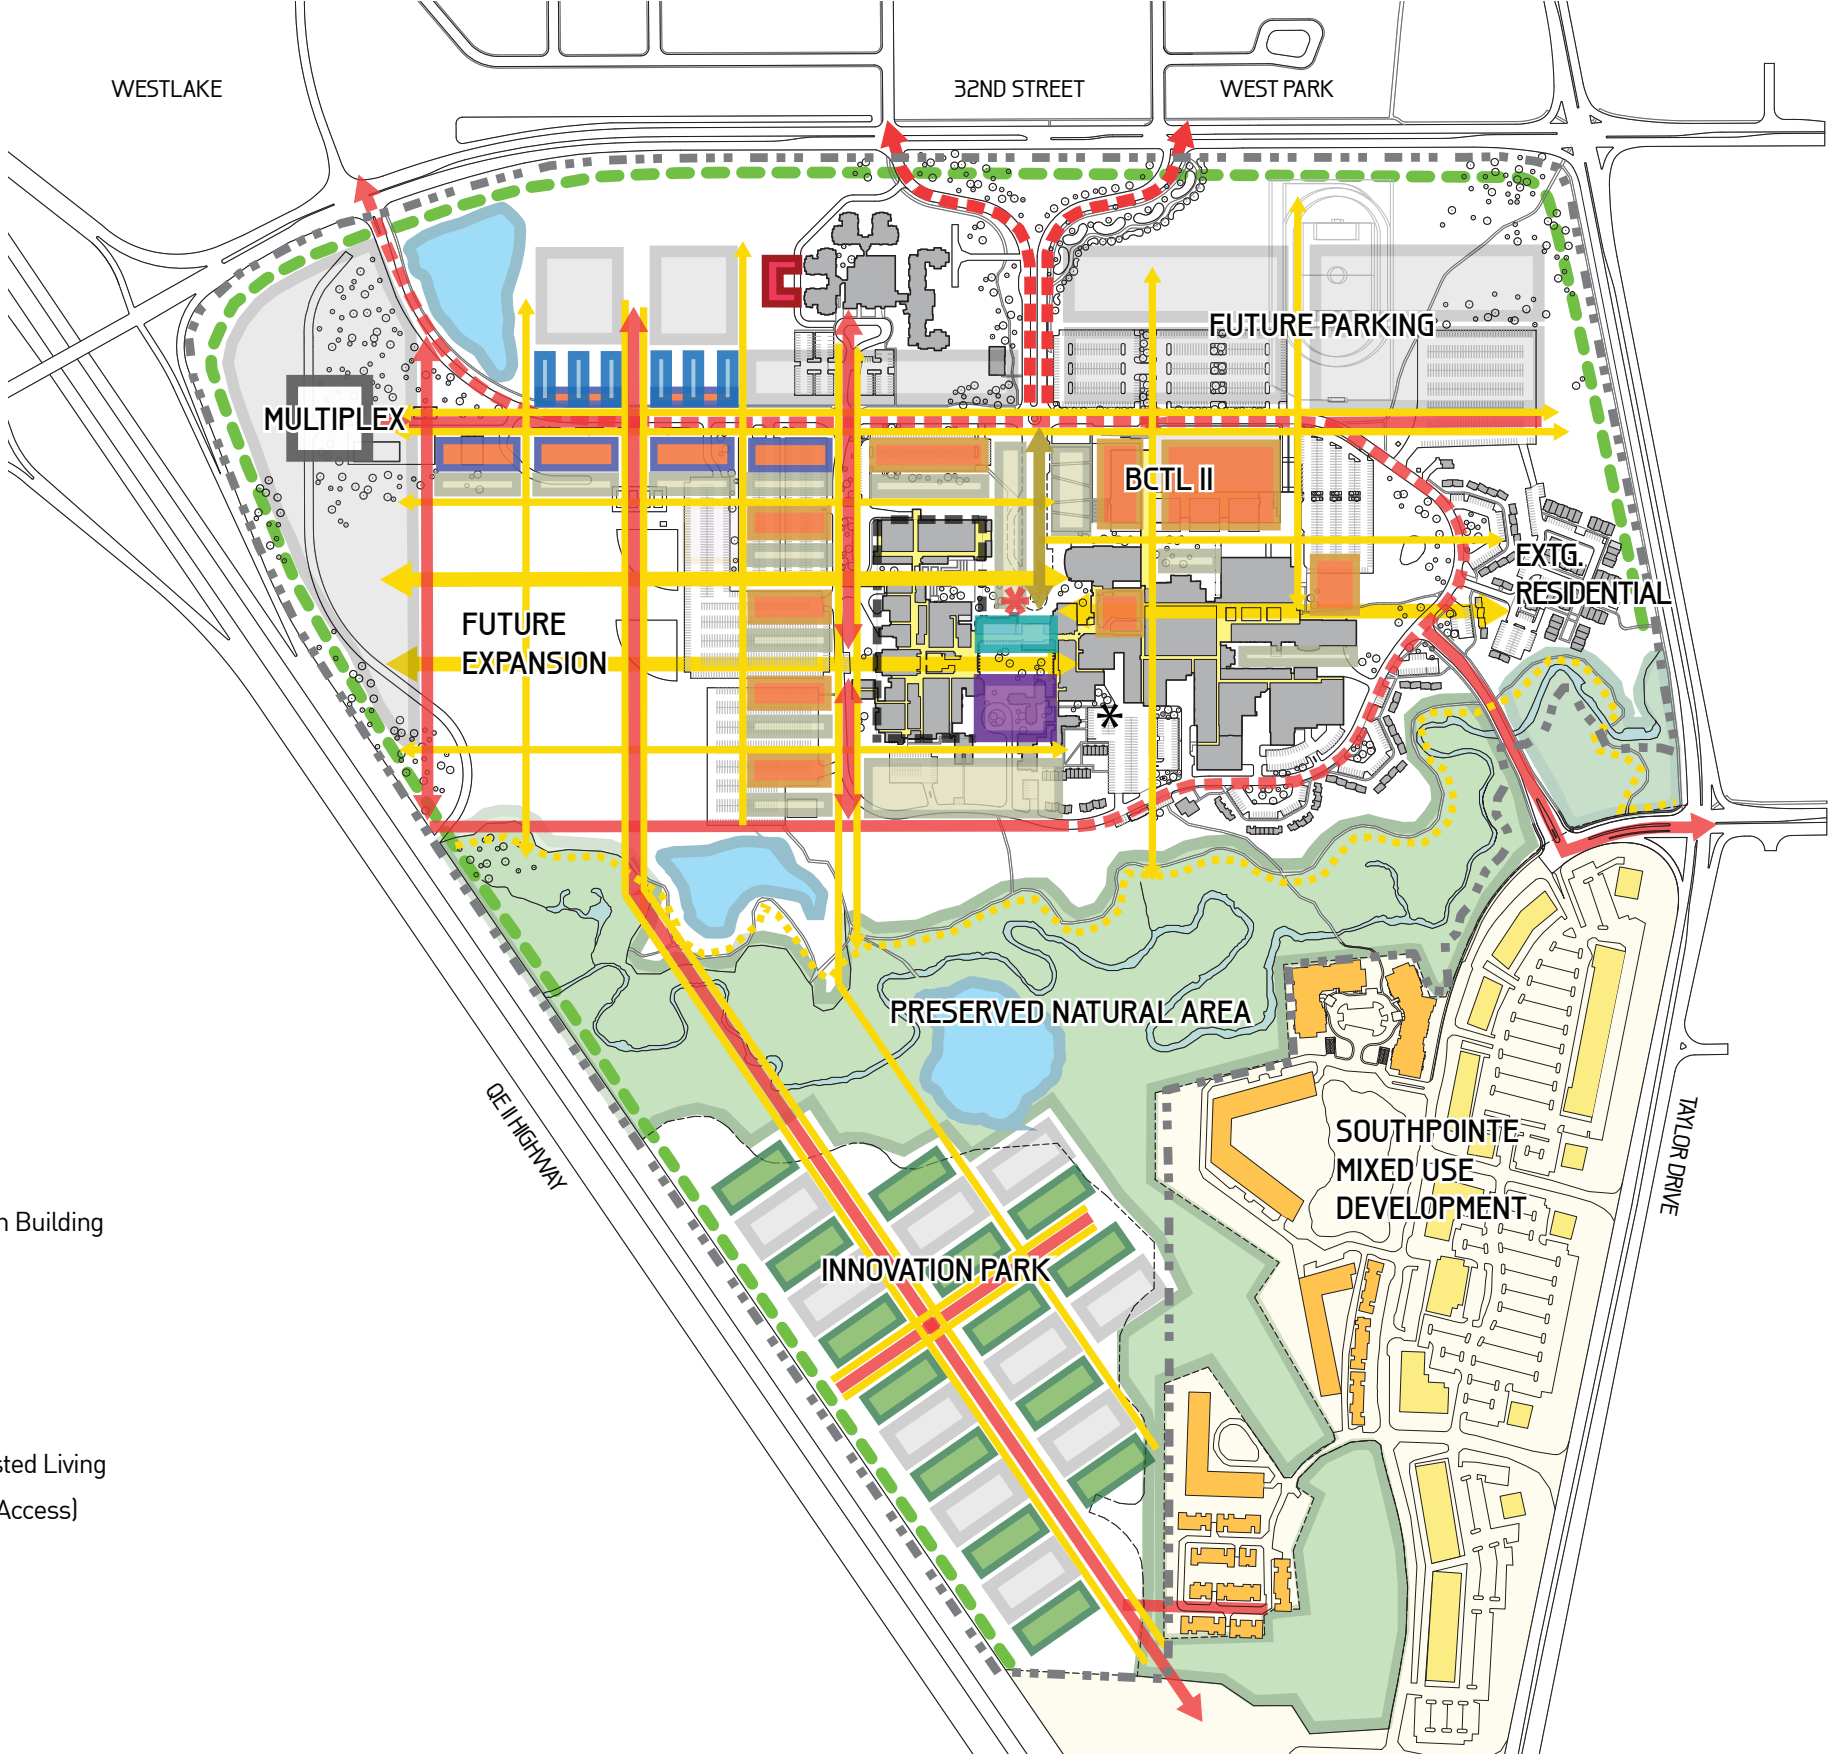 WESTLAKE
32ND STREET
WEST PARK
FUTURE PARKING
MULTIPLEX
BCTL II
EXTG.
RESIDENTIAL
FUTURE
EXPANSION
PRESERVED NATURAL AREA
QE II HIGHWAY
SOUTHPOINTE
MIXED USE
DEVELOPMENT
TAYLOR DRIVE
n Building
INNOVATION PARK
sted Living
Access)